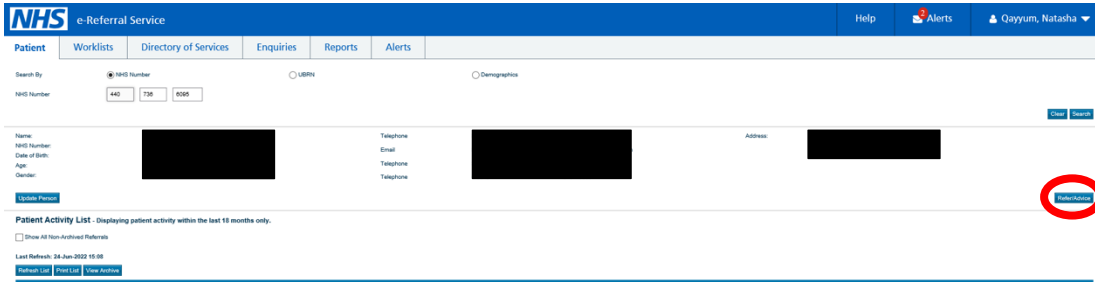 NHS e-Referral Service Help 2 Alerts Qayyum, Natasha
Patient Worklists Directory of Services Enquiries Reports Alerts
Search By NHS Number UBRN Demographics
NHS Number 440 736 6095
Clear Search
Name: Telephone Address:
NHS Number: Email
Date of Birth:
Age: Telephone
Gender: Telephone
Update Person Refer/Advice
Patient Activity List - Displaying patient activity within the last 18 months only.
Show All Non-Archived Referrals
Last Refresh: 24-Jun-2022 15:08
Refresh List Print List View Archive